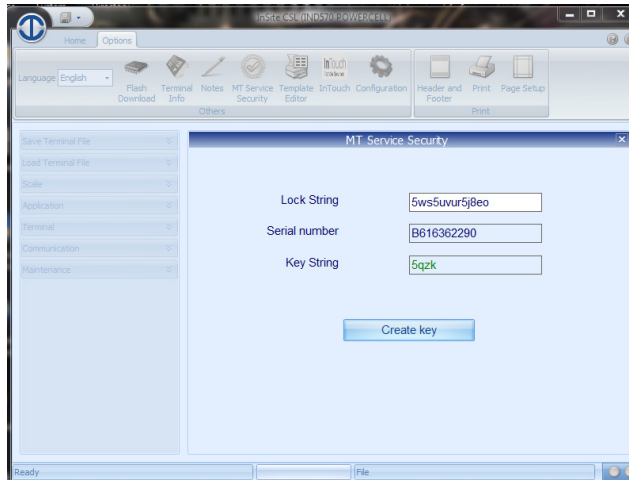 InSite CSL (IND570 POWERCELL)
Home Options
Language English
Flash Download
Terminal Info
Notes
MT Service Security
Template Editor
InTouch
Configuration
Header and Footer
Print
Page Setup
Others
Print
Save Terminal File
Load Terminal File
Scale
Application
Terminal
Communication
Maintenance
MT Service Security
Lock String 5ws5uvur5j8eo
Serial number B616362290
Key String 5qzk
Create key
Ready
File